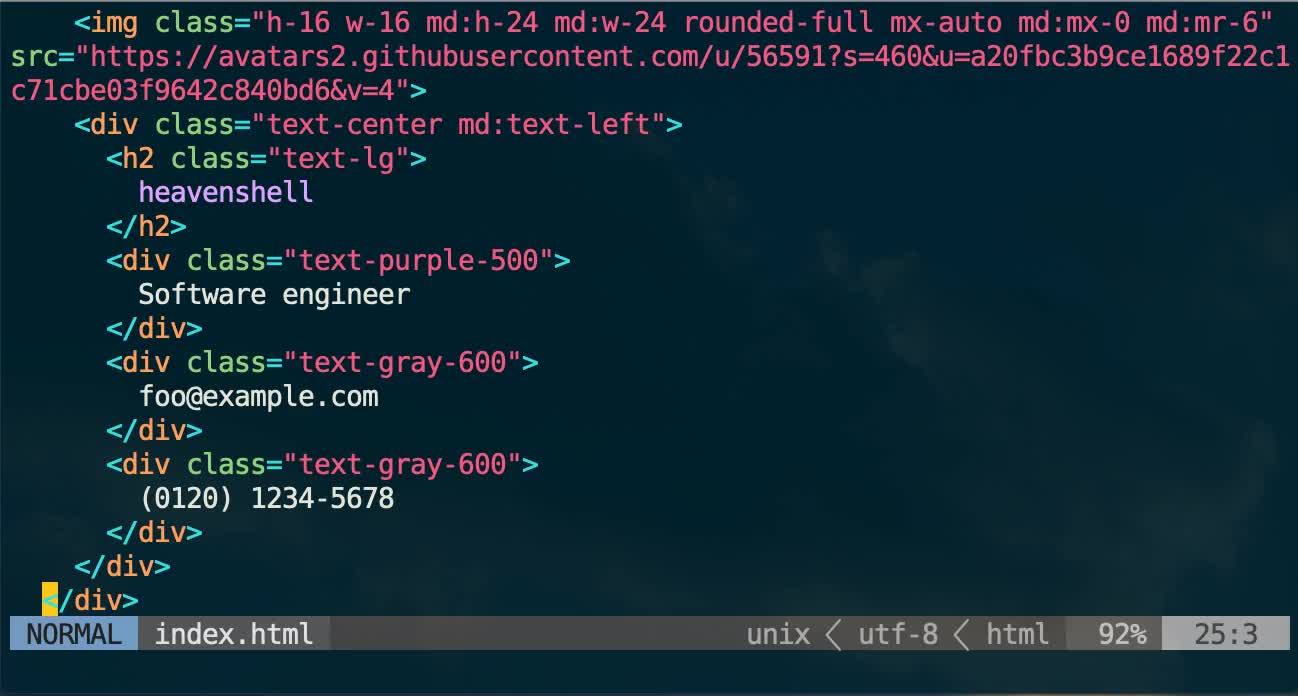 <img class="h-16 w-16 md:h-24 md:w-24 rounded-full mx-auto md:mx-0 md:mr-6"
src="https://avatars2.githubusercontent.com/u/56591?s=460&u=a20fbc3b9ce1689f22c1
c71cbe03f9642c840bd6&v=4">
<div class="text-center md:text-left">
<h2 class="text-lg">
heavenshell
</h2>
<div class="text-purple-500">
Software engineer
</div>
<div class="text-gray-600">
foo@example.com
</div>
<div class="text-gray-600">
(0120) 1234-5678
</div>
</div>
</div>
NORMAL index.html unix < utf-8 < html 92% 25:3